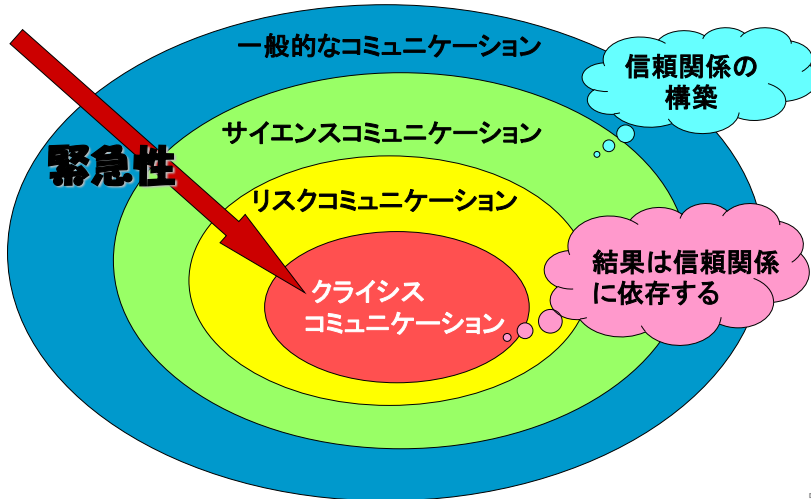 一般的なコミュニケーション
信頼関係の
構築
サイエンスコミュニケーション
緊急性
リスクコミュニケーション
結果は信頼関係
に依存する
クライシス
コミュニケーション